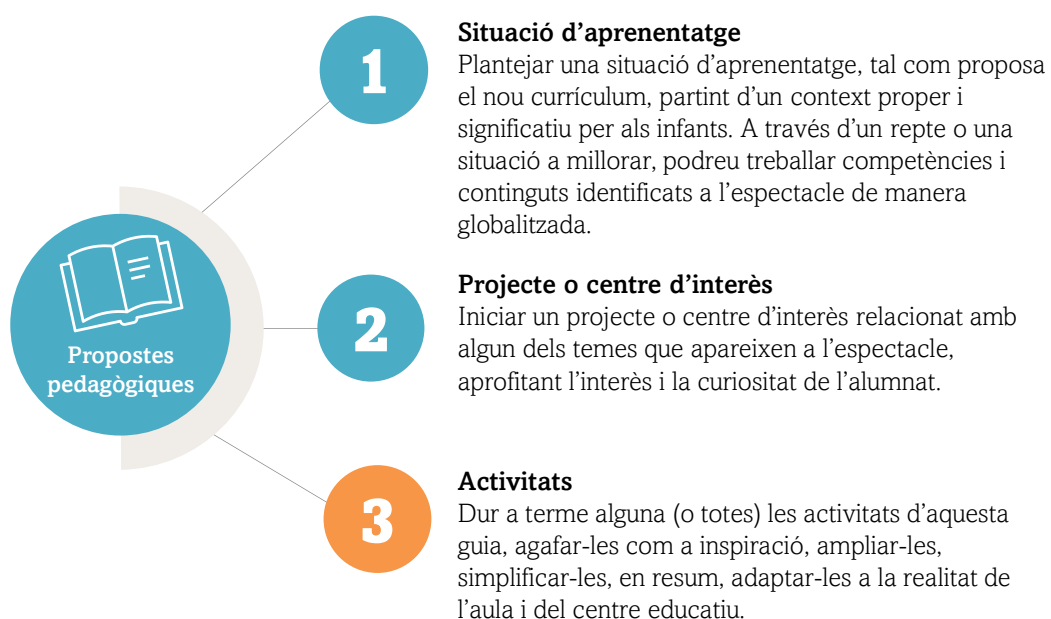 Propostes
pedagògiques
1
Situació d’aprenentatge
Plantejar una situació d’aprenentatge, tal com proposa
el nou currículum, partint d’un context proper i
significatiu per als infants. A través d’un repte o una
situació a millorar, podreu treballar competències i
continguts identificats a l’espectacle de manera
globalitzada.
2
Projecte o centre d’interès
Iniciar un projecte o centre d’interès relacionat amb
algun dels temes que apareixen a l’espectacle,
aprofitant l’interès i la curiositat de l’alumnat.
3
Activitats
Dur a terme alguna (o totes) les activitats d’aquesta
guia, agafar-les com a inspiració, ampliar-les,
simplificar-les, en resum, adaptar-les a la realitat de
l’aula i del centre educatiu.